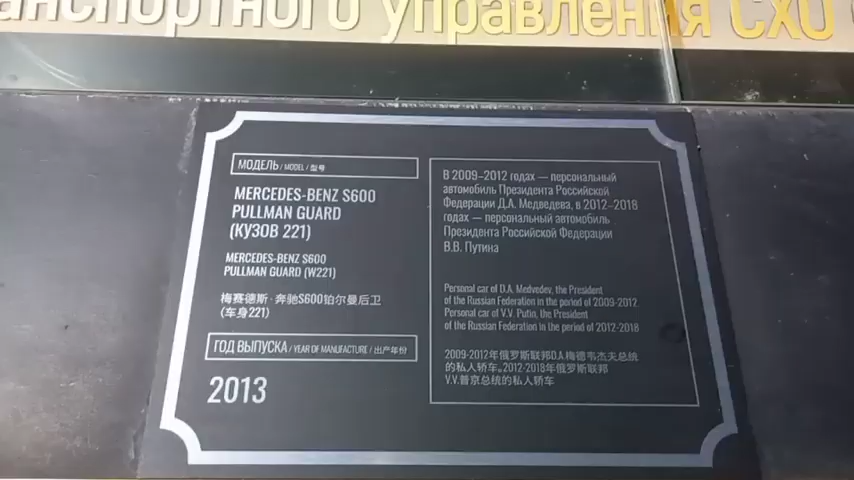 анспортного управления СХО
МОДЕЛЬ / MODEL / 型号
MERCEDES-BENZ S600
PULLMAN GUARD
(КУЗОВ 221)
MERCEDES-BENZ S600
PULLMAN GUARD (W221)
梅赛德斯·奔驰S600铂尔曼后卫
(车身221)
ГОД ВЫПУСКА / YEAR OF MANUFACTURE / 出产年份
2013
В 2009–2012 годах — персональный
автомобиль Президента Российской
Федерации Д.А. Медведева, в 2012–2018
годах — персональный автомобиль
Президента Российской Федерации
В.В. Путина
Personal car of D.A. Medvedev, the President
of the Russian Federation in the period of 2009-2012
Personal car of V.V. Putin, the President
of the Russian Federation in the period of 2012-2018
2009-2012年俄罗斯联邦D.A.梅德韦杰夫总统
的私人轿车。2012-2018年俄罗斯联邦
V.V.普京总统的私人轿车